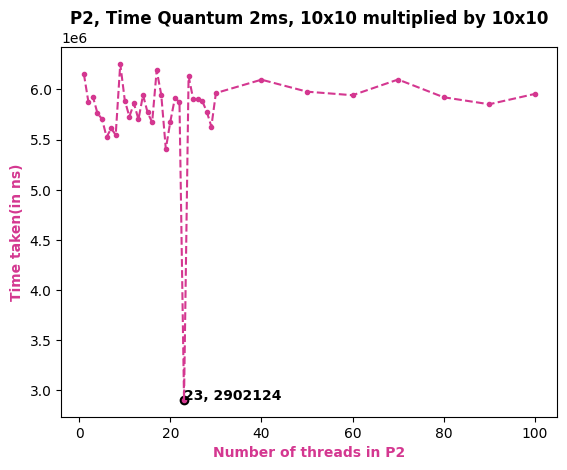 P2, Time Quantum 2ms, 10x10 multiplied by 10x10
1e6
6.0
5.5
5.0
4.5
4.0
3.5
3.0
Time taken(in ns)
23, 2902124
0 20 40 60 80 100
Number of threads in P2